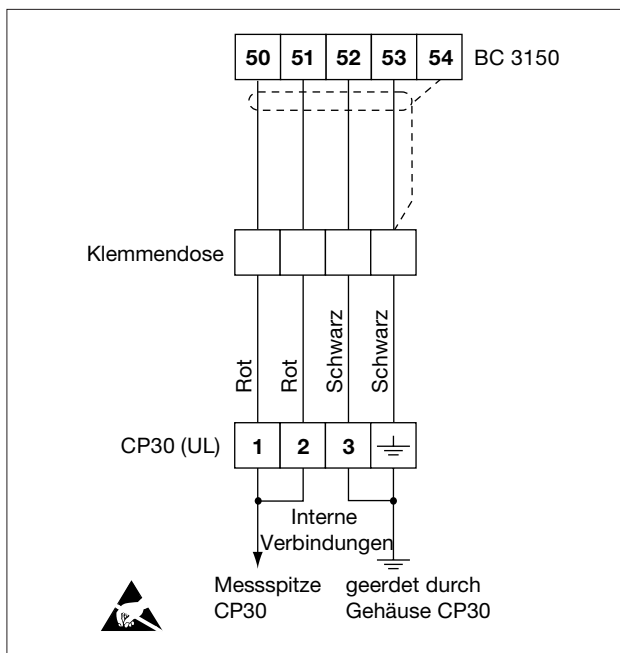 50 51 52 53 54 BC 3150
Klemmendose
Rot Rot Schwarz Schwarz
CP30 (UL) 1 2 3
Interne
Verbindungen
Messspitze
CP30
geerdet durch
Gehäuse CP30